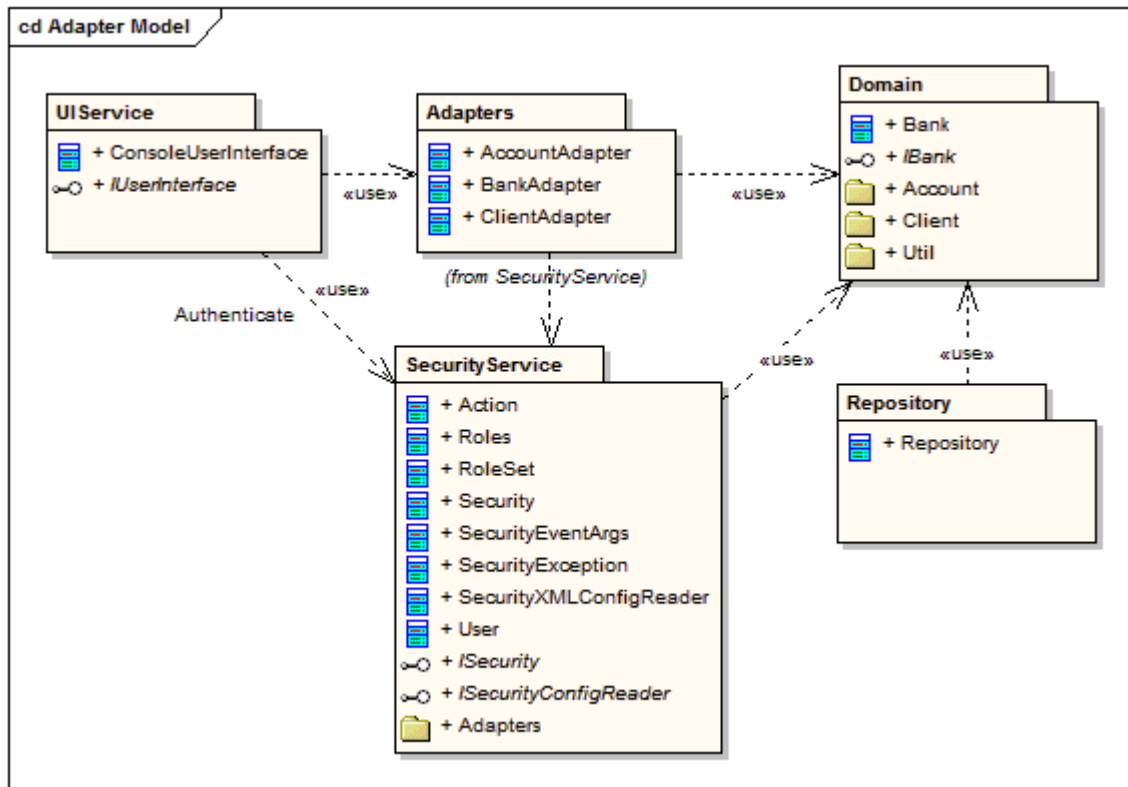 cd Adapter Model
UIService
+ ConsoleUserInterface
+ IUserInterface
«use»
Adapters
+ AccountAdapter
+ BankAdapter
+ ClientAdapter
(from SecurityService)
«use»
Domain
+ Bank
+ IBank
+ Account
+ Client
+ Util
«use»
Authenticate
SecurityService
+ Action
+ Roles
+ RoleSet
+ Security
+ SecurityEventArgs
+ SecurityException
+ SecurityXMLConfigReader
+ User
+ ISecurity
+ ISecurityConfigReader
+ Adapters
«use»
«use»
Repository
+ Repository